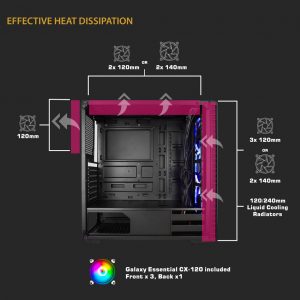 EFFECTIVE HEAT DISSIPATION
OR
2x 120mm 2x 140mm
120mm
3x 120mm
OR
2x 140mm
120/240mm
Liquid Cooling
Radiators
Galaxy Essential CX-120 included
Front x 3, Back x1